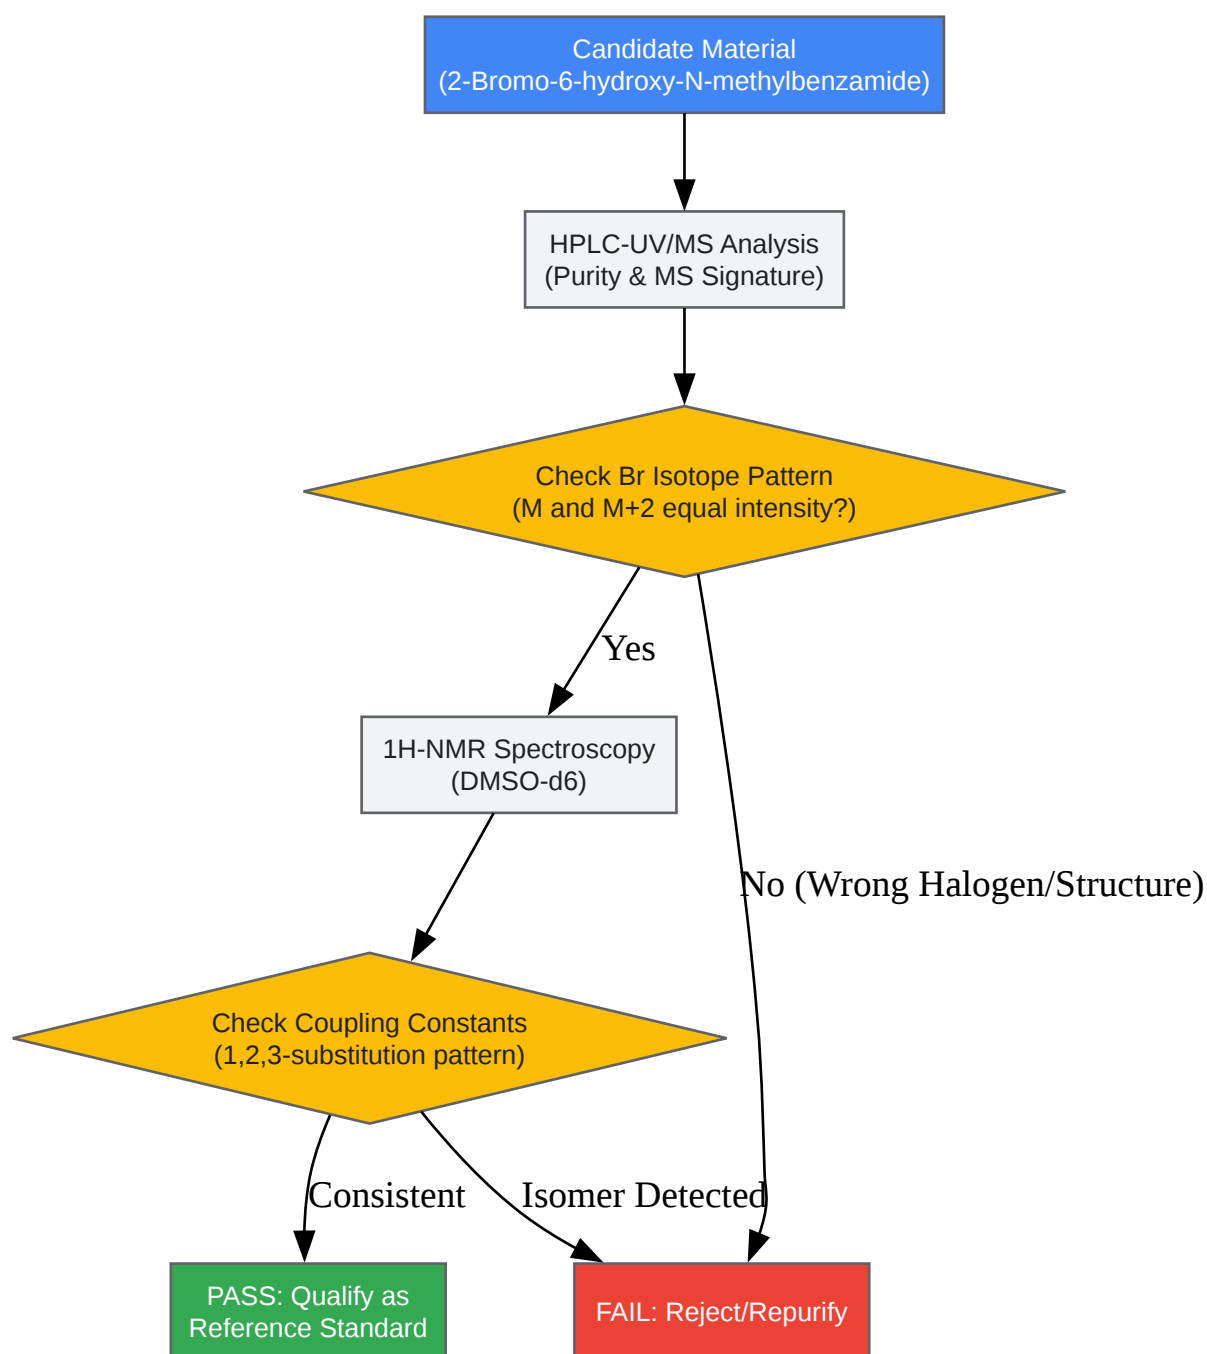 Candidate Material
(2-Bromo-6-hydroxy-N-methylbenzamide)
HPLC-UV/MS Analysis
(Purity & MS Signature)
Check Br Isotope Pattern
(M and M+2 equal intensity?)
Yes
1H-NMR Spectroscopy
(DMSO-d6)
No (Wrong Halogen/Structure)
Check Coupling Constants
(1,2,3-substitution pattern)
Consistent
Isomer Detected
PASS: Qualify as
Reference Standard
FAIL: Reject/Repurify